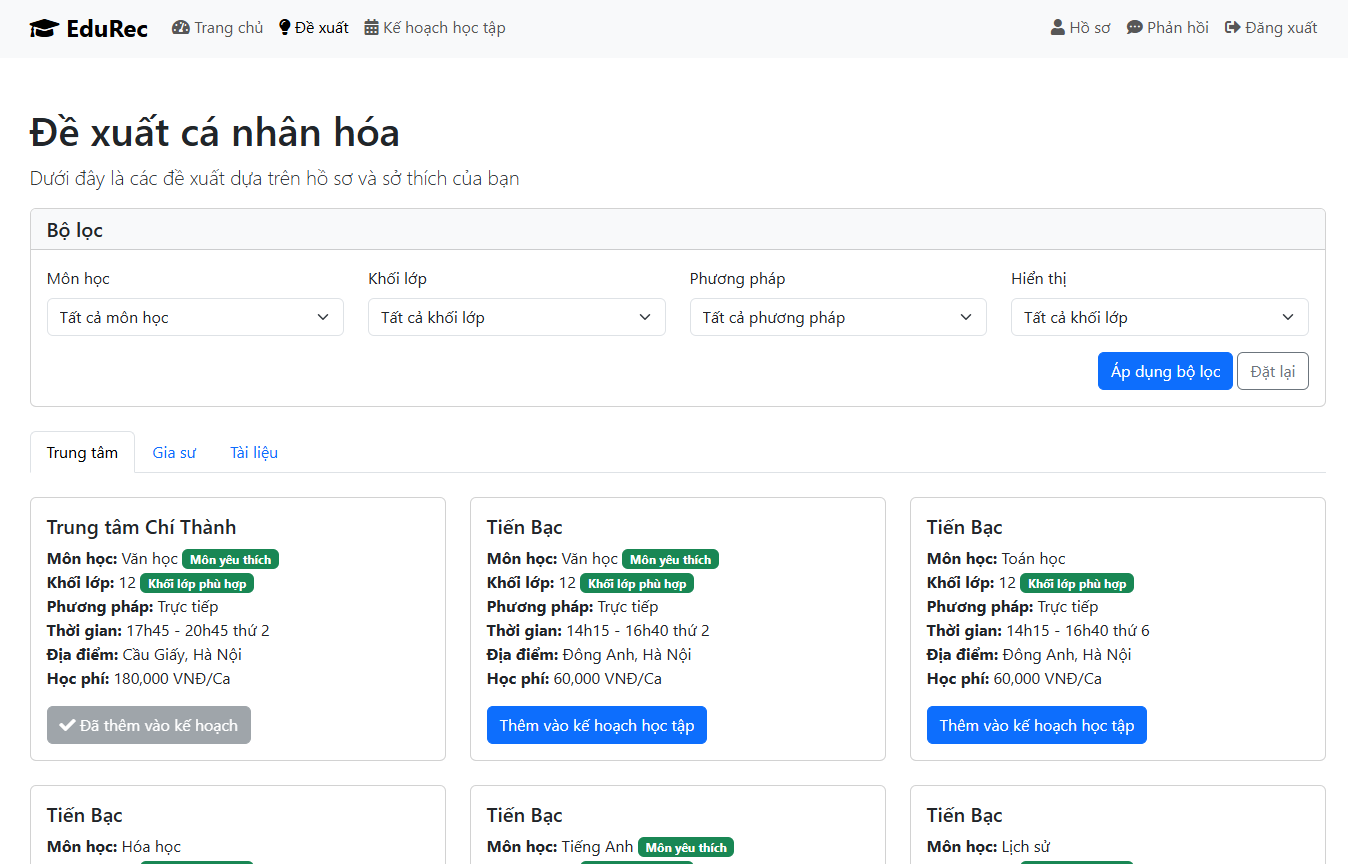 EduRec Trang chủ Đề xuất Kế hoạch học tập Hồ sơ Phản hồi Đăng xuất
Đề xuất cá nhân hóa
Dưới đây là các đề xuất dựa trên hồ sơ và sở thích của bạn
Bộ lọc
Môn học Khối lớp Phương pháp Hiển thị
Tất cả môn học Tất cả khối lớp Tất cả phương pháp Tất cả khối lớp
Áp dụng bộ lọc Đặt lại
Trung tâm Gia sư Tài liệu
Trung tâm Chí Thành
Môn học: Văn học Môn yêu thích
Khối lớp: 12 Khối lớp phù hợp
Phương pháp: Trực tiếp
Thời gian: 17h45 - 20h45 thứ 2
Địa điểm: Cầu Giấy, Hà Nội
Học phí: 180,000 VNĐ/Ca
Đã thêm vào kế hoạch
Tiến Bạc
Môn học: Văn học Môn yêu thích
Khối lớp: 12 Khối lớp phù hợp
Phương pháp: Trực tiếp
Thời gian: 14h15 - 16h40 thứ 2
Địa điểm: Đông Anh, Hà Nội
Học phí: 60,000 VNĐ/Ca
Thêm vào kế hoạch học tập
Tiến Bạc
Môn học: Toán học
Khối lớp: 12 Khối lớp phù hợp
Phương pháp: Trực tiếp
Thời gian: 14h15 - 16h40 thứ 6
Địa điểm: Đông Anh, Hà Nội
Học phí: 60,000 VNĐ/Ca
Thêm vào kế hoạch học tập
Tiến Bạc
Môn học: Hóa học
Tiến Bạc
Môn học: Tiếng Anh Môn yêu thích
Tiến Bạc
Môn học: Lịch sử